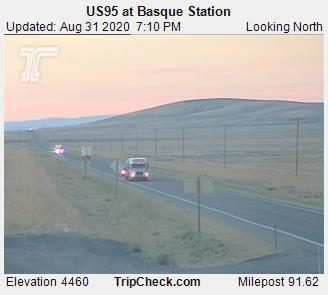 US95 at Basque Station
Updated: Aug 31 2020 7:10 PM Looking North
Elevation 4460 TripCheck.com Milepost 91.62